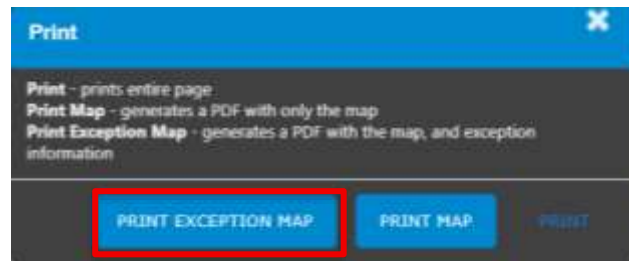 Print
Print - prints entire page
Print Map - generates a PDF with only the map
Print Exception Map - generates a PDF with the map, and exception
information
PRINT EXCEPTION MAP PRINT MAP PRINT